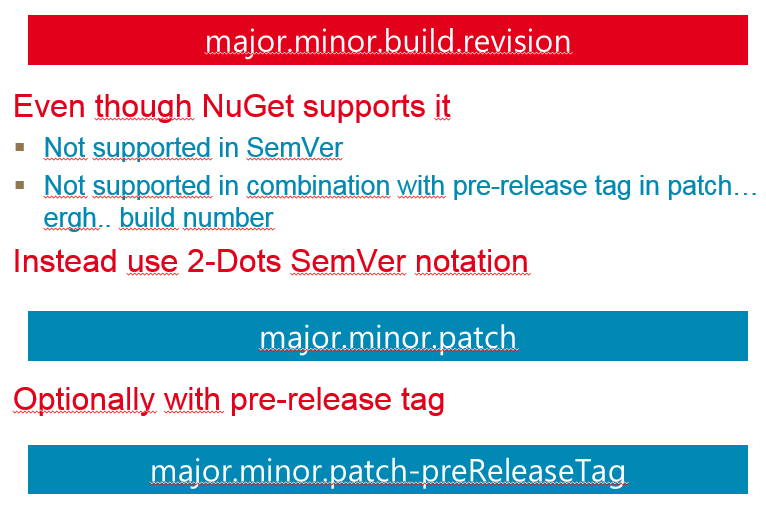 major.minor.build.revision
Even though NuGet supports it
Not supported in SemVer
Not supported in combination with pre-release tag in patch…
ergh.. build number
Instead use 2-Dots SemVer notation
major.minor.patch
Optionally with pre-release tag
major.minor.patch-preReleaseTag